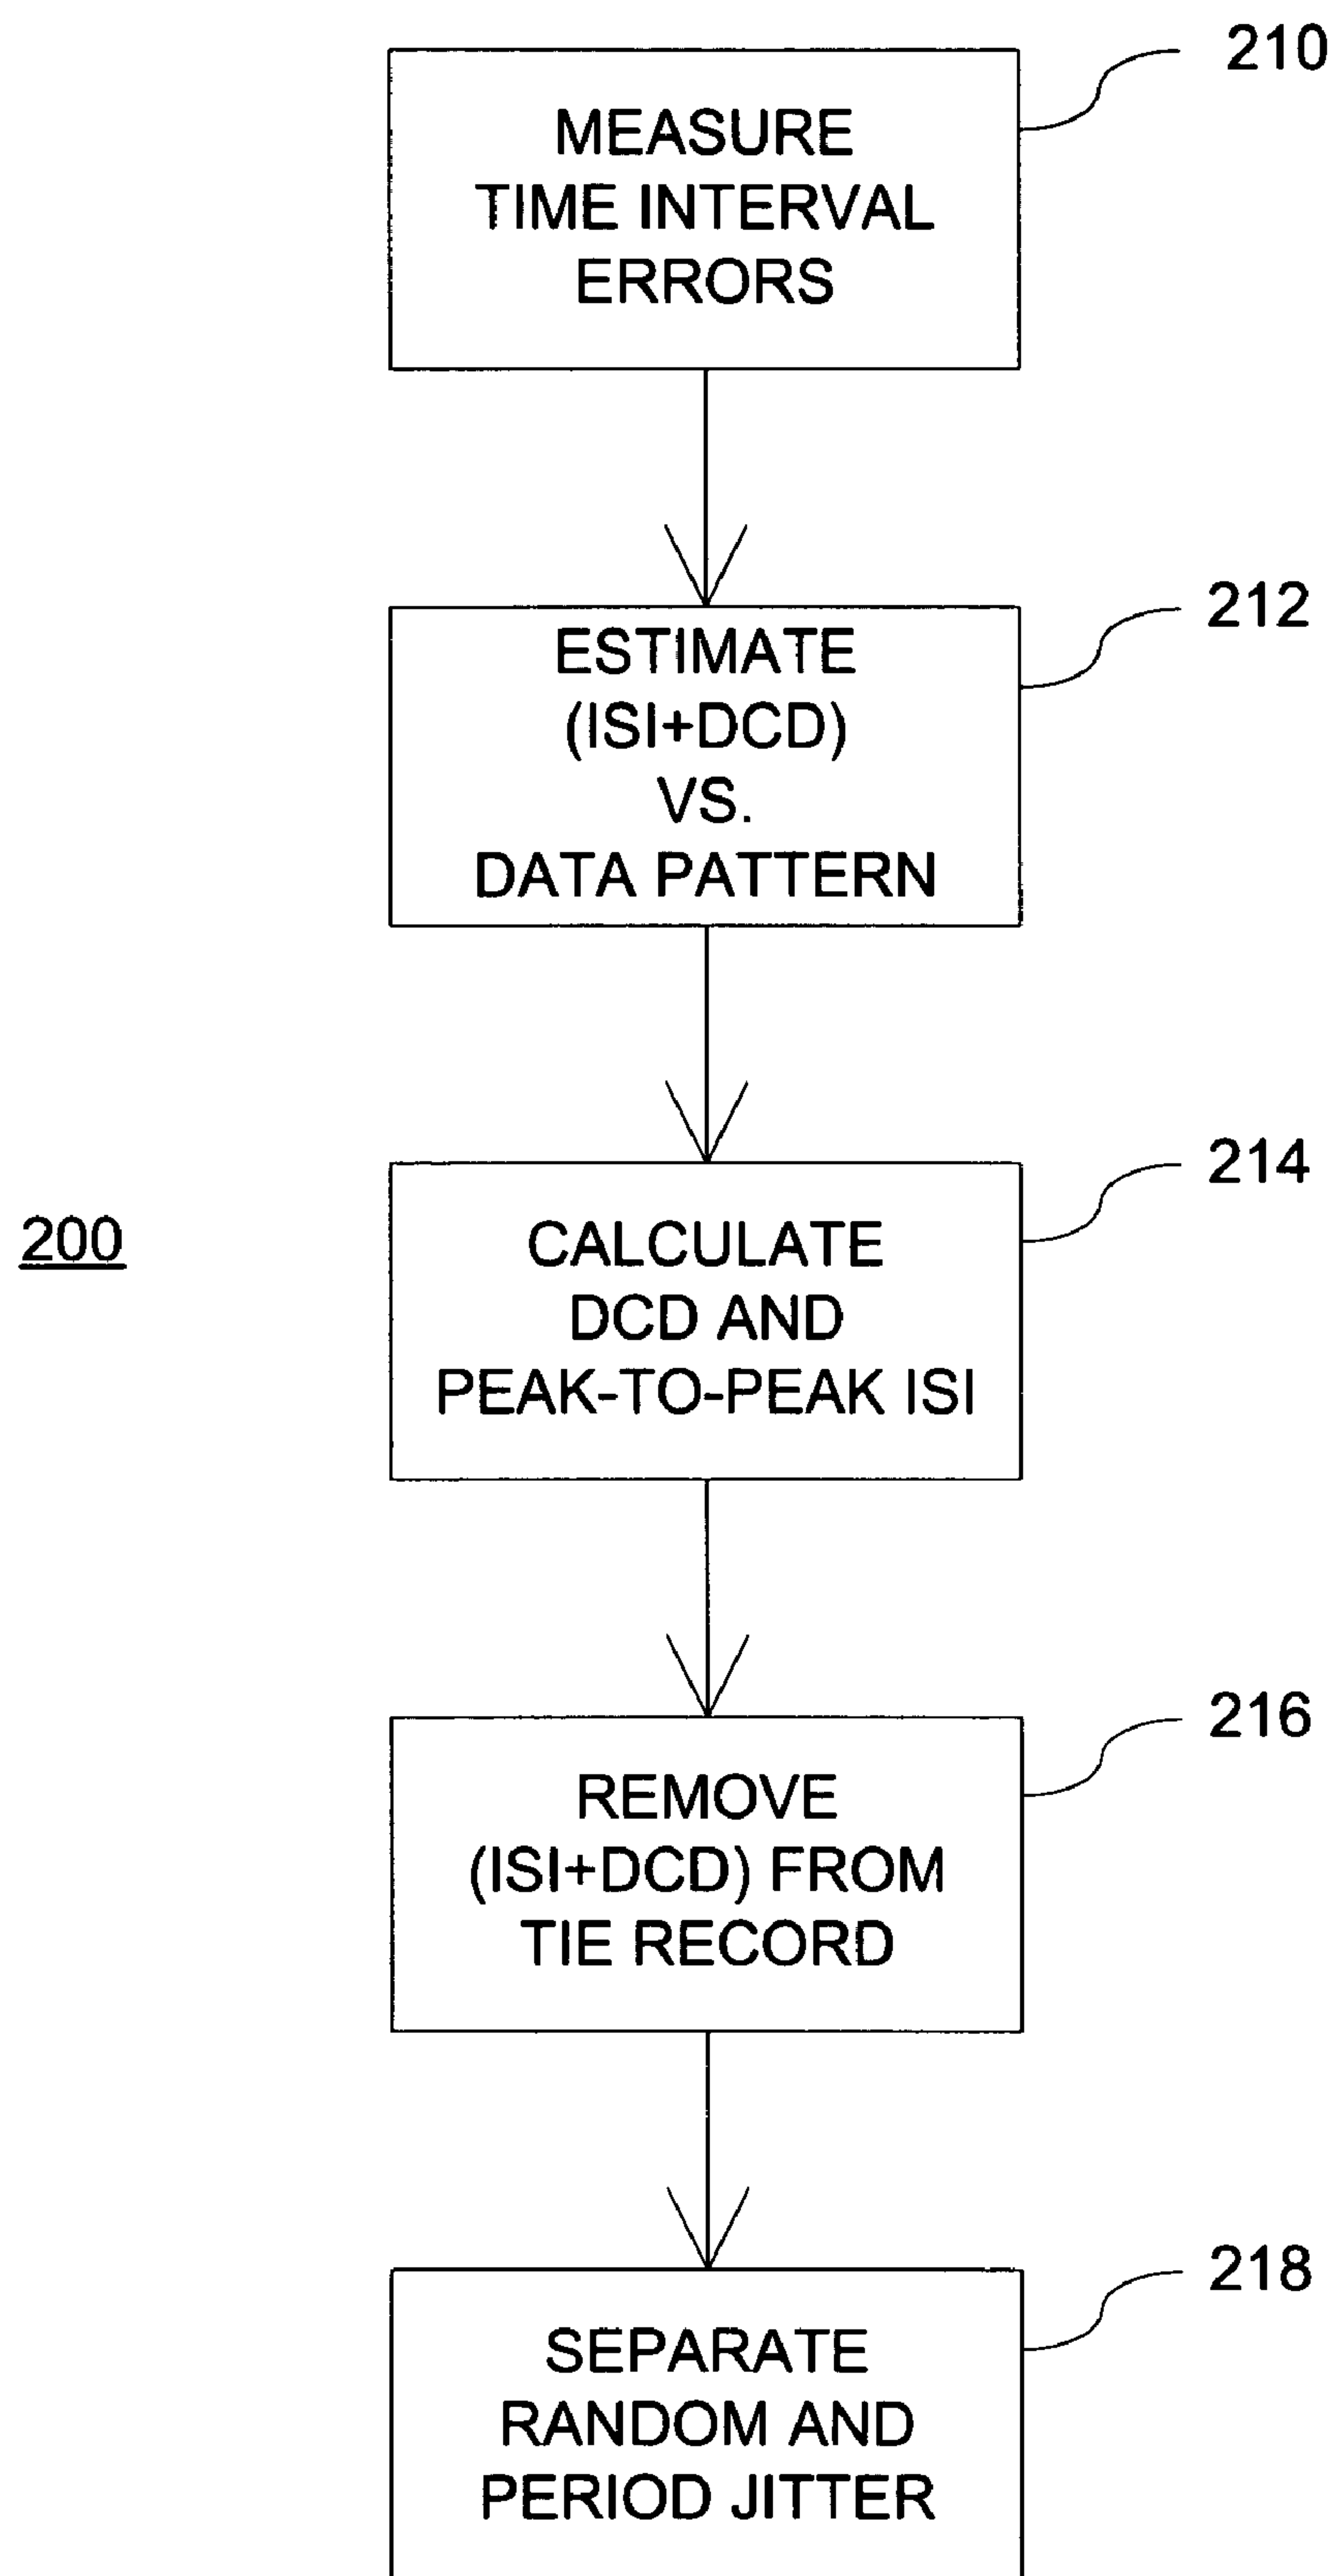 210
MEASURE
TIME INTERVAL
ERRORS
212
ESTIMATE
(ISI+DCD)
VS.
DATA PATTERN
214
200
CALCULATE
DCD AND
PEAK-TO-PEAK ISI
216
REMOVE
(ISI+DCD) FROM
TIE RECORD
218
SEPARATE
RANDOM AND
PERIOD JITTER